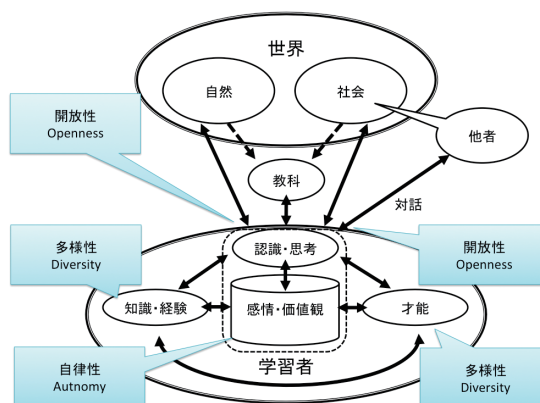 世界
自然
社会
開放性
Openness
他者
教科
対話
認識・思考
多様性
Diversity
開放性
Openness
知識・経験
感情・価値観
才能
自律性
Autnomy
学習者
多様性
Diversity